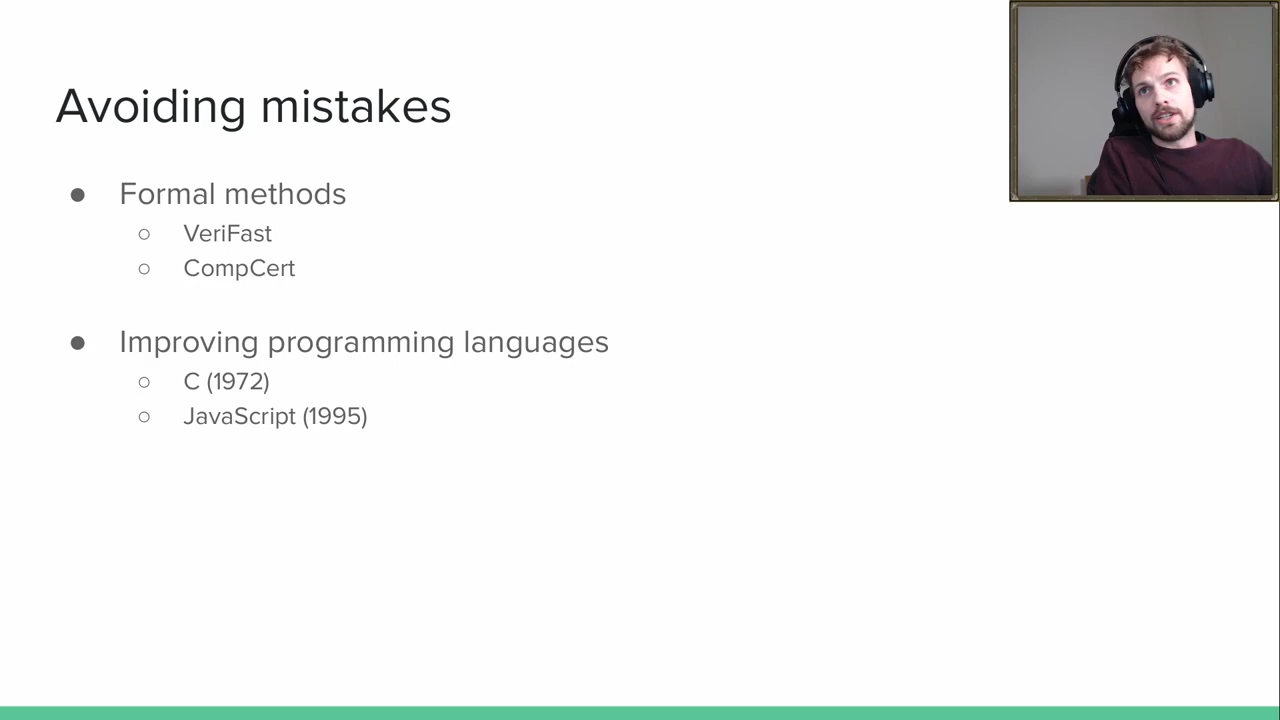 Avoiding mistakes
● Formal methods
○ VeriFast
○ CompCert
● Improving programming languages
○ C (1972)
○ JavaScript (1995)